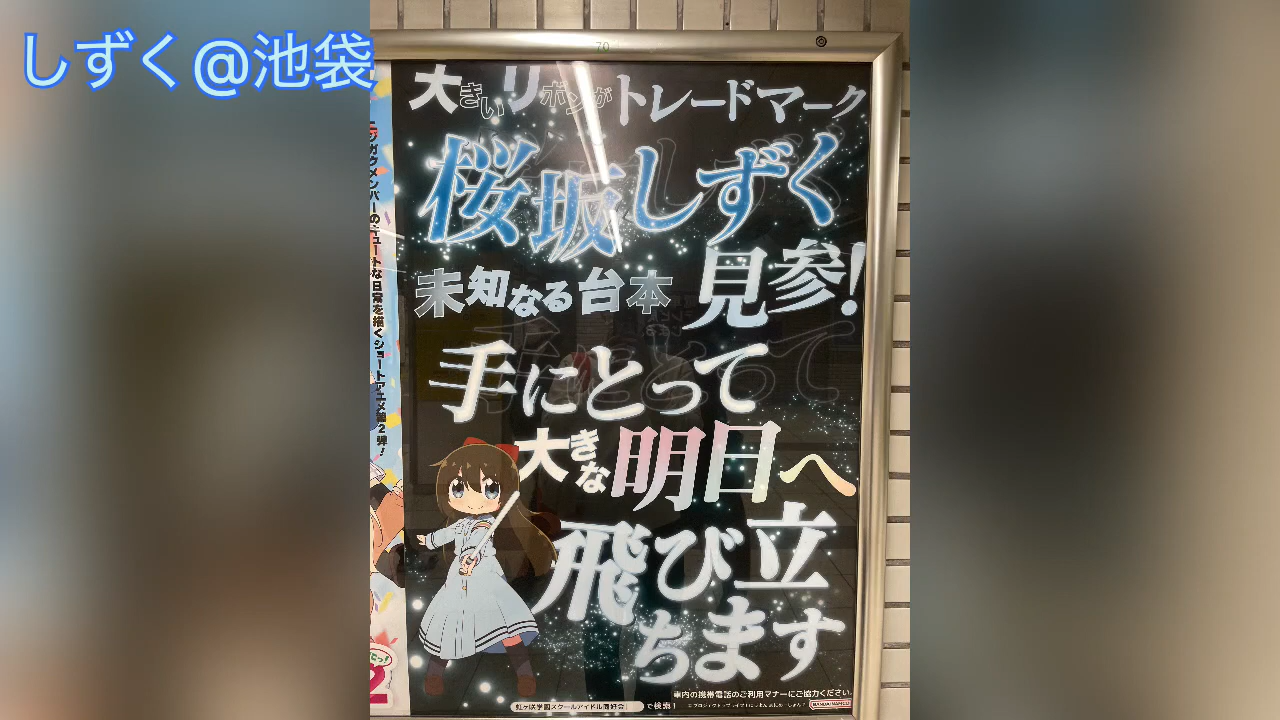 しずく@池袋
70
大きいリボンがトレードマーク
桜坂しずく
未知なる台本 見参!
手にとって
大きな明日へ
飛び立
ちます
ニジガクメンバーのキュートな日常を描くショートアニメ第2弾!
車内の携帯電話のご利用マナーにご協力ください。
虹ヶ咲学園スクールアイドル同好会 で検索!
BANDAI NAMCO